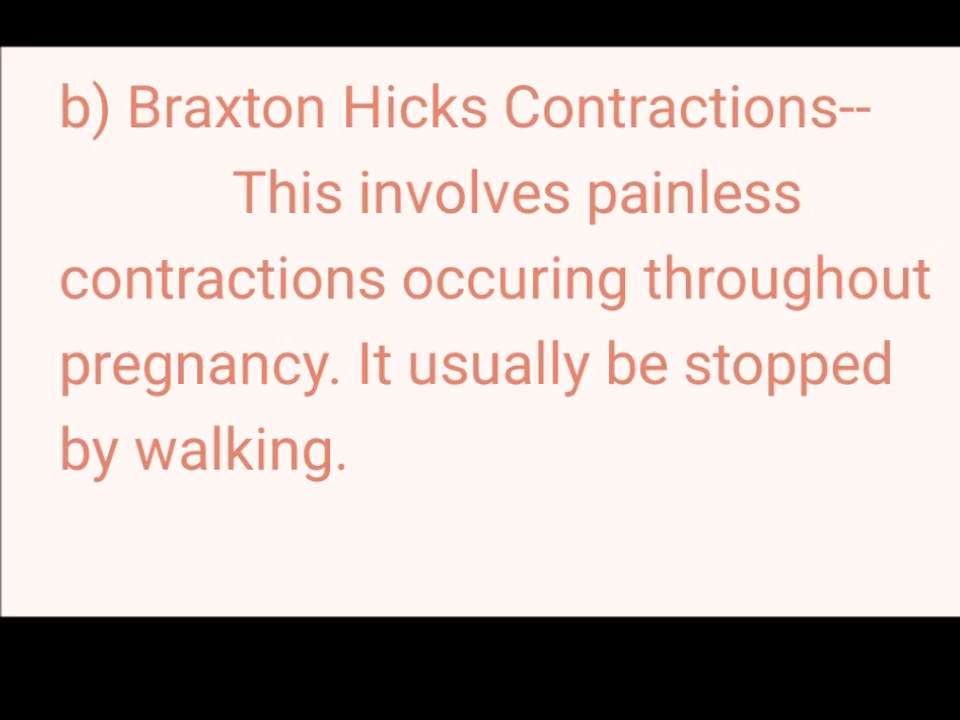 b) Braxton Hicks Contractions--
This involves painless
contractions occuring throughout
pregnancy. It usually be stopped
by walking.